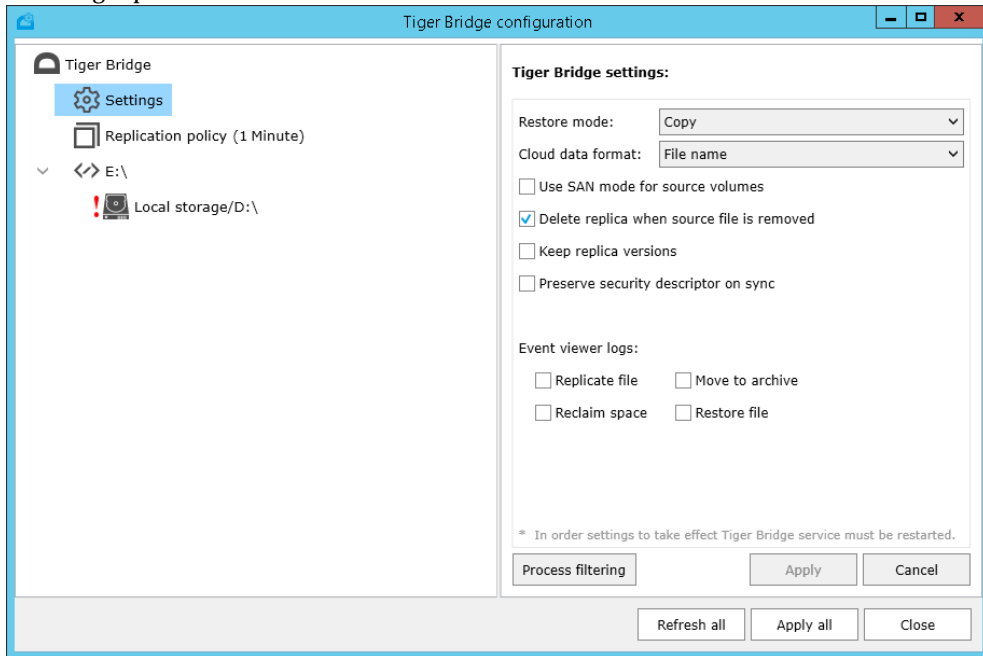 Tiger Bridge configuration
Tiger Bridge
Settings
Replication policy (1 Minute)
E:\
Local storage/D:\
Tiger Bridge settings:
Restore mode: Copy
Cloud data format: File name
Use SAN mode for source volumes
Delete replica when source file is removed
Keep replica versions
Preserve security descriptor on sync
Event viewer logs:
Replicate file Move to archive
Reclaim space Restore file
* In order settings to take effect Tiger Bridge service must be restarted.
Process filtering Apply Cancel
Refresh all Apply all Close